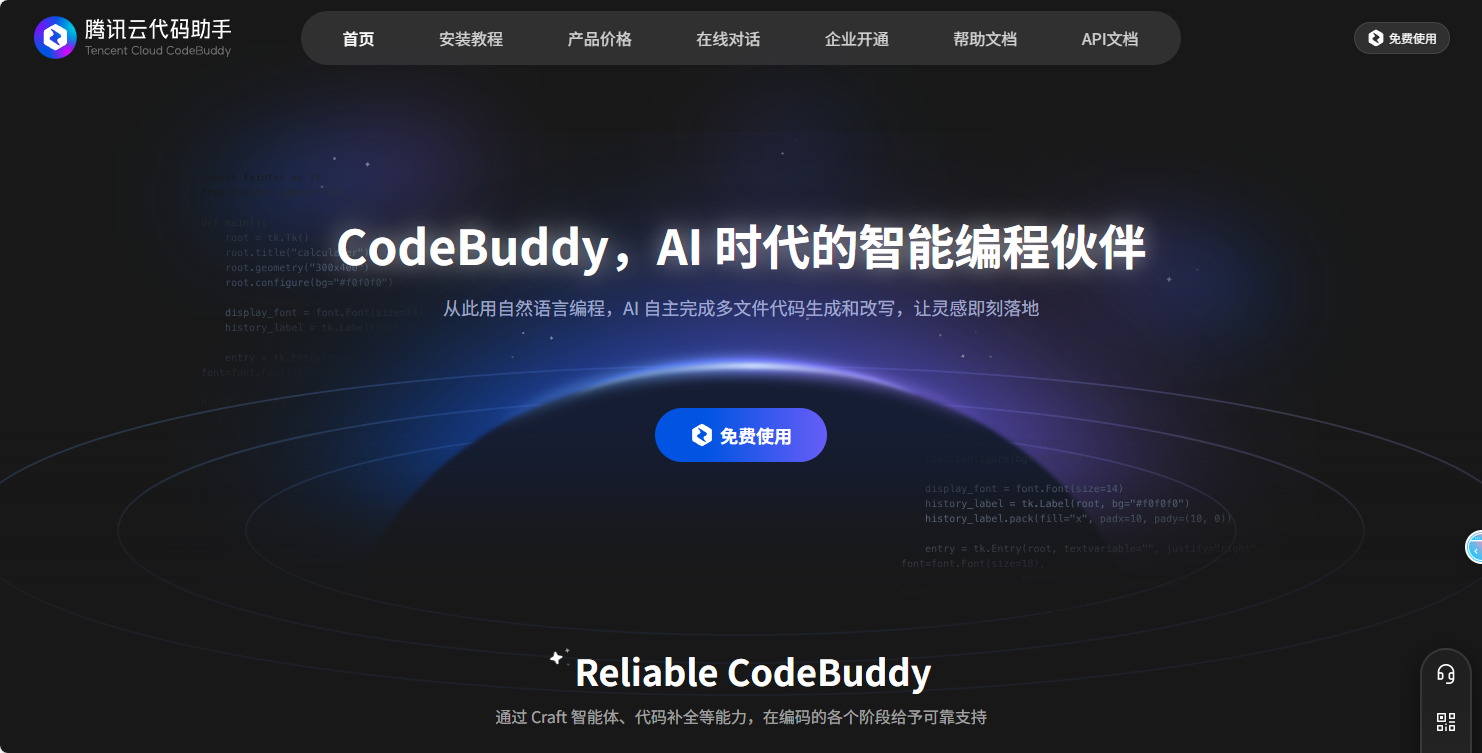 腾讯云代码助手
Tencent Cloud CodeBuddy
首页
安装教程
产品价格
在线对话
企业开通
帮助文档
API文档
免费使用
def main():
root = tk.Tk()
root.title("calculator")
root.geometry("300x400")
root.configure(bg="#f0f0f0")
display_font = font.Font(size=14)
history_label = tk.Label(
CodeBuddy，AI 时代的智能编程伙伴
从此用自然语言编程，AI 自主完成多文件代码生成和改写，让灵感即刻落地
免费使用
display_font = font.Font(size=14)
history_label = tk.Label(root, bg="#f0f0f0")
history_label.pack(fill="x", padx=10, pady=(10, 0))
entry = tk.Entry(root, textvariable="", justify="right"
font=font.Font(size=18),
Reliable CodeBuddy
通过 Craft 智能体、代码补全等能力，在编码的各个阶段给予可靠支持